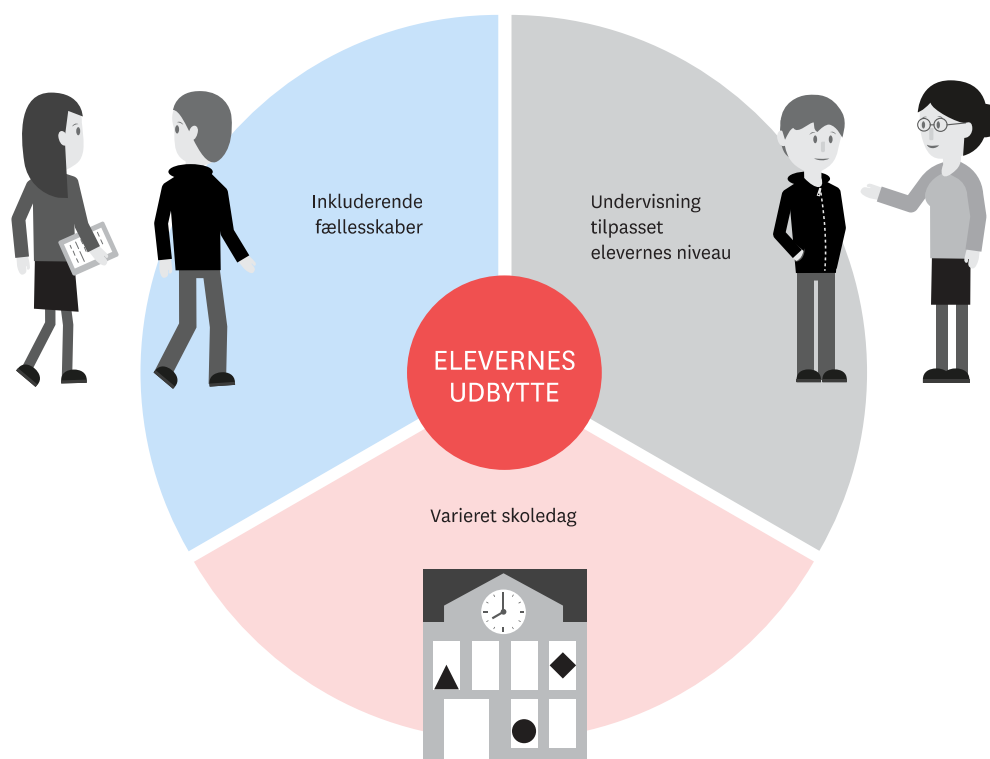 Inkluderende
fællesskaber
Undervisning
tilpasset
elevernes niveau
ELEVERNES
UDBYTTE
Varieret skoledag